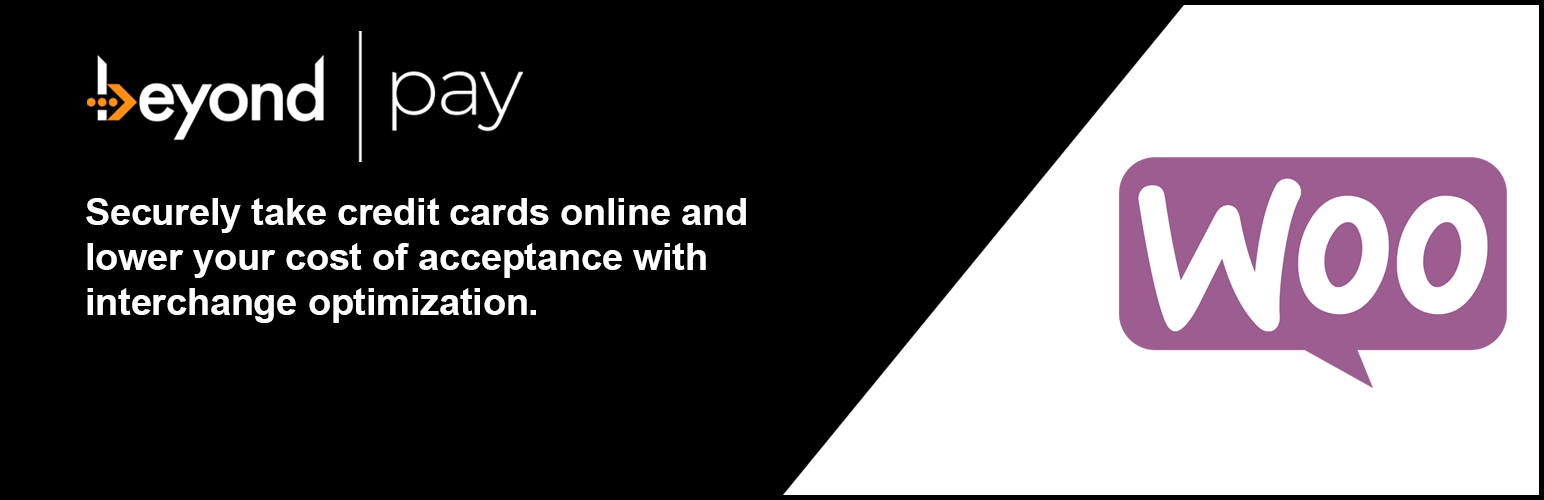 beyond | pay
Securely take credit cards online and
lower your cost of acceptance with
interchange optimization.
WOO